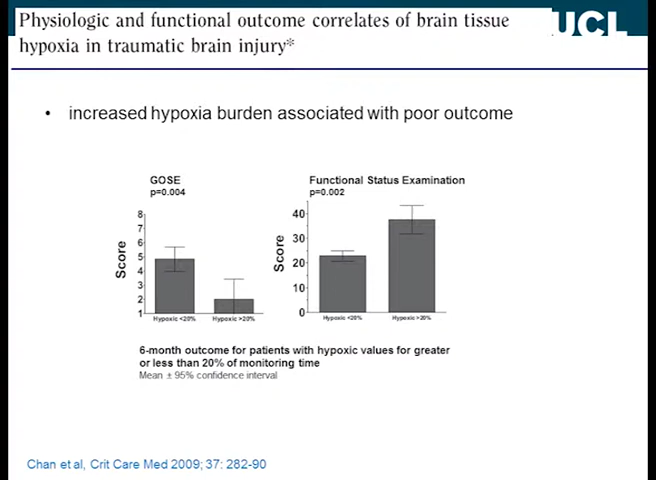 Physiologic and functional outcome correlates of brain tissue
hypoxia in traumatic brain injury*
UCL
• increased hypoxia burden associated with poor outcome
GOSE
p=0.004
Score
8
7
6
5
4
3
2
1
Hypoxic <20%
Hypoxic >20%
Functional Status Examination
p=0.002
Score
40
30
20
10
0
Hypoxic <20%
Hypoxic >20%
6-month outcome for patients with hypoxic values for greater
or less than 20% of monitoring time
Mean ± 95% confidence interval
Chan et al, Crit Care Med 2009; 37: 282-90